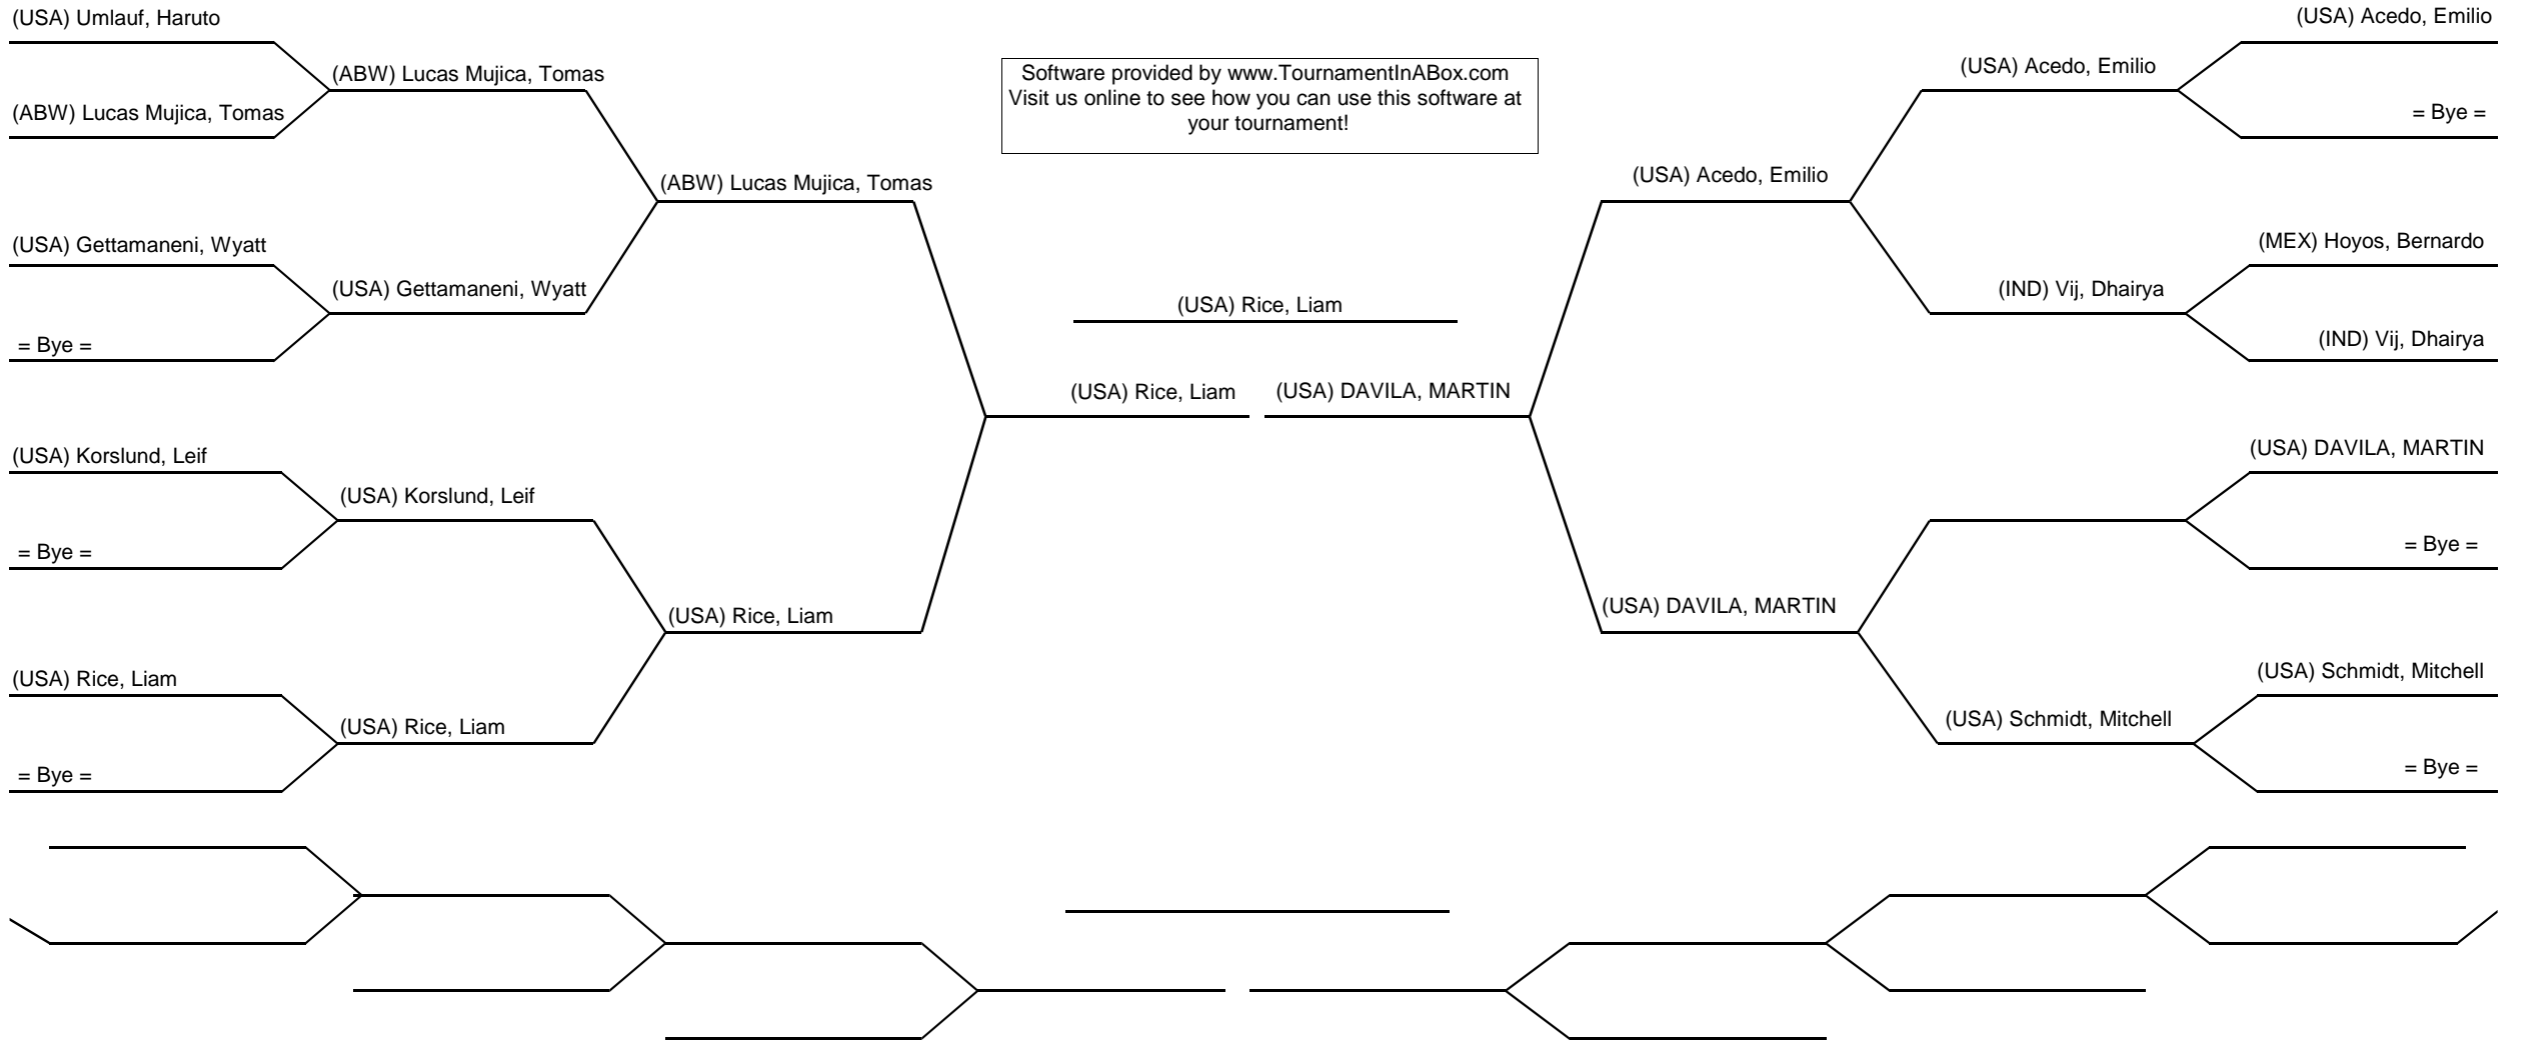 (USA) Umlauf, Haruto
(ABW) Lucas Mujica, Tomas
(ABW) Lucas Mujica, Tomas
(USA) Gettamaneni, Wyatt
= Bye =
(USA) Gettamaneni, Wyatt
(ABW) Lucas Mujica, Tomas
(USA) Korslund, Leif
= Bye =
(USA) Korslund, Leif
(USA) Rice, Liam
= Bye =
(USA) Rice, Liam
(USA) Rice, Liam
Software provided by www.TournamentInABox.com
Visit us online to see how you can use this software at
your tournament!
(USA) Rice, Liam
(USA) Rice, Liam
(USA) DAVILA, MARTIN
(USA) Acedo, Emilio
(USA) DAVILA, MARTIN
(USA) Acedo, Emilio
(IND) Vij, Dhairya
(USA) Schmidt, Mitchell
(USA) Acedo, Emilio
= Bye =
(MEX) Hoyos, Bernardo
(IND) Vij, Dhairya
(USA) DAVILA, MARTIN
= Bye =
(USA) Schmidt, Mitchell
= Bye =